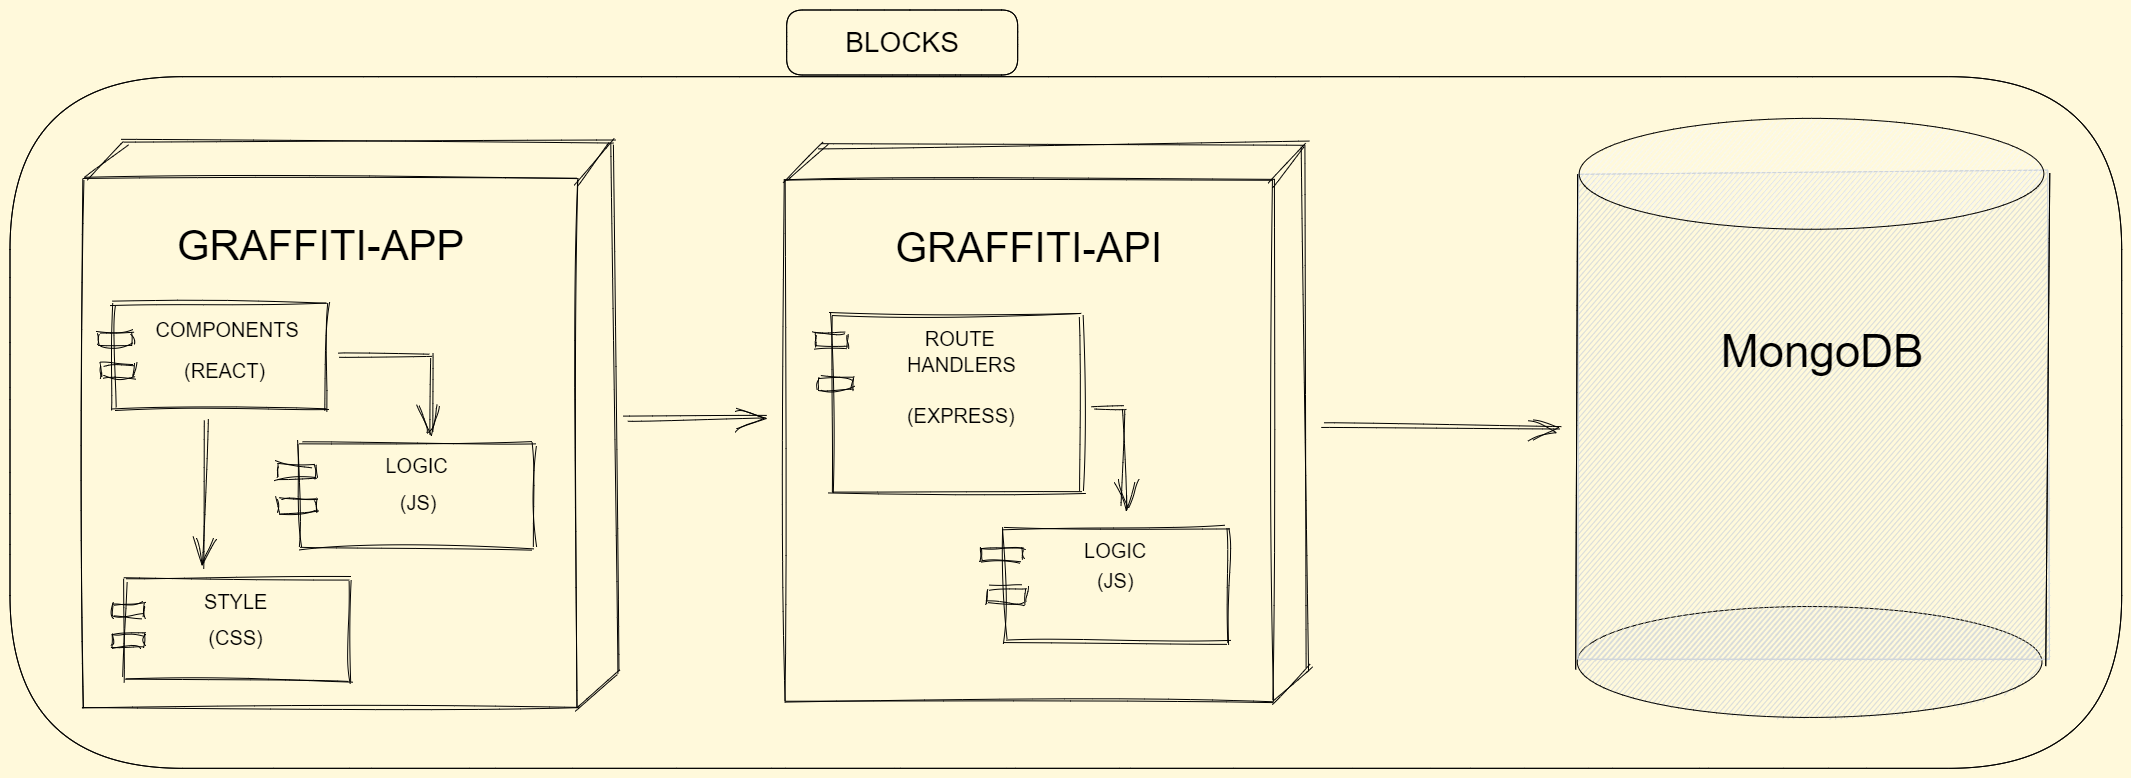 BLOCKS
GRAFFITI-APP
COMPONENTS
(REACT)
LOGIC
(JS)
STYLE
(CSS)
GRAFFITI-API
ROUTE
HANDLERS
(EXPRESS)
LOGIC
(JS)
MongoDB